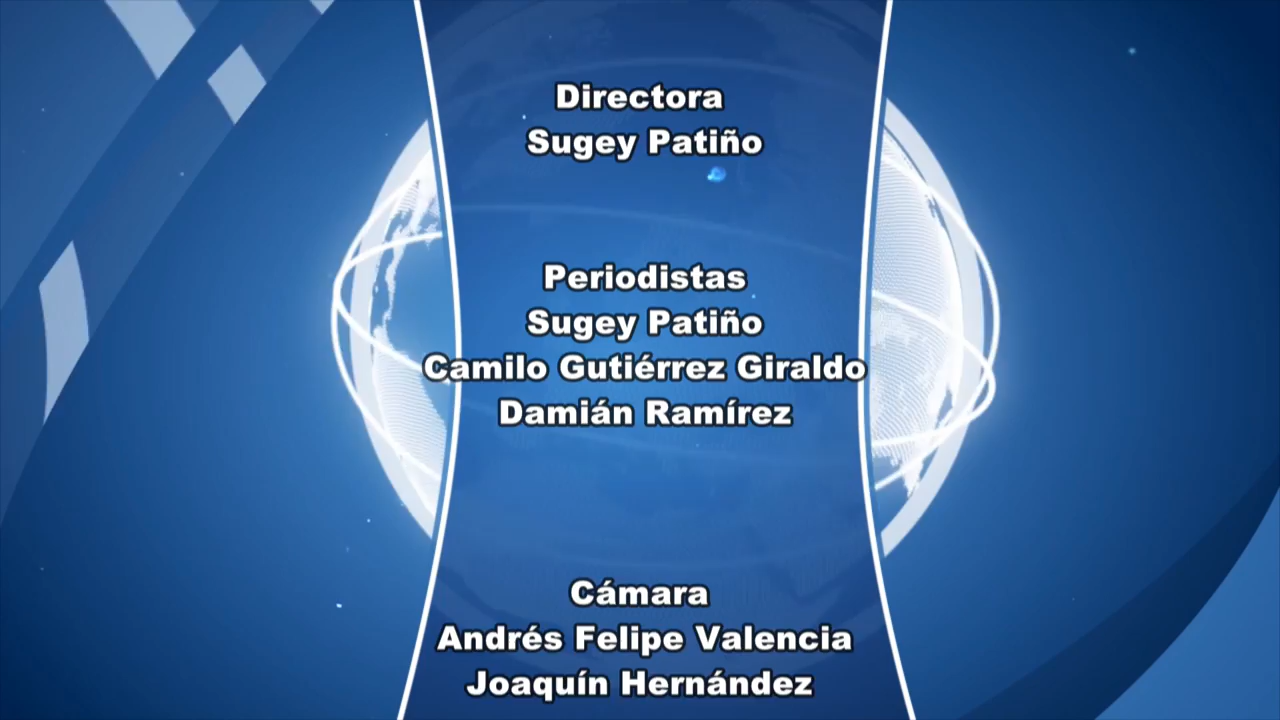 Directora
Sugey Patiño
Periodistas
Sugey Patiño
Camilo Gutiérrez Giraldo
Damián Ramírez
Cámara
Andrés Felipe Valencia
Joaquín Hernández